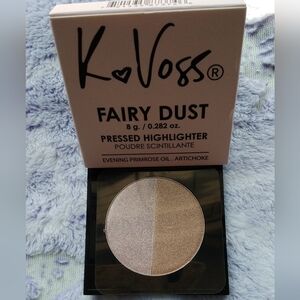 K♥Voss®
FAIRY DUST
8 g. / 0.282 oz.
PRESSED HIGHLIGHTER
POUDRE SCINTILLANTE
EVENING PRIMROSE OIL . ARTICHOKE